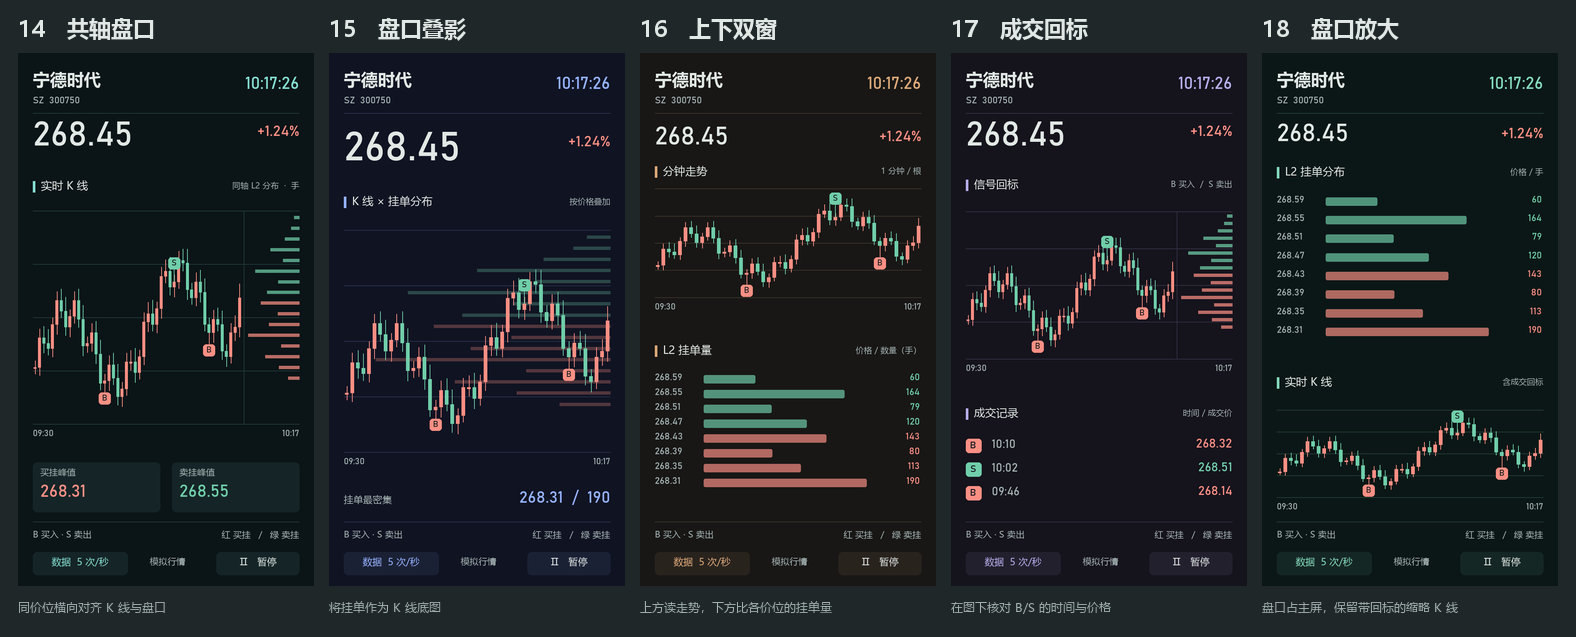 14 共轴盘口
宁德时代 10:17:26
SZ 300750
268.45 +1.24%
实时 K 线 同轴 L2 分布 · 手
S
B
B
09:30 10:17
买挂峰值 卖挂峰值
268.31 268.55
B 买入 · S 卖出 红 买挂 / 绿 卖挂
数据 5 次/秒 模拟行情 II 暂停
同价位横向对齐 K 线与盘口
15 盘口叠影
宁德时代 10:17:26
SZ 300750
268.45 +1.24%
K 线 × 挂单分布 按价格叠加
S
B
B
09:30 10:17
挂单最密集 268.31 / 190
B 买入 · S 卖出 红 买挂 / 绿 卖挂
数据 5 次/秒 模拟行情 II 暂停
将挂单作为 K 线底图
16 上下双窗
宁德时代 10:17:26
SZ 300750
268.45 +1.24%
分钟走势 1 分钟 / 根
S
B
B
09:30 10:17
L2 挂单量 价格 / 数量（手）
268.59 60
268.55 164
268.51 79
268.47 120
268.43 143
268.39 80
268.35 113
268.31 190
B 买入 · S 卖出 红 买挂 / 绿 卖挂
数据 5 次/秒 模拟行情 II 暂停
上方读走势，下方比各价位的挂单量
17 成交回标
宁德时代 10:17:26
SZ 300750
268.45 +1.24%
信号回标 B 买入 / S 卖出
S
B
B
09:30 10:17
成交记录 时间 / 成交价
B 10:10 268.32
S 10:02 268.51
B 09:46 268.14
B 买入 · S 卖出 红 买挂 / 绿 卖挂
数据 5 次/秒 模拟行情 II 暂停
在图下核对 B/S 的时间与价格
18 盘口放大
宁德时代 10:17:26
SZ 300750
268.45 +1.24%
L2 挂单分布 价格 / 手
268.59 60
268.55 164
268.51 79
268.47 120
268.43 143
268.39 80
268.35 113
268.31 190
实时 K 线 含成交回标
S
B
B
09:30 10:17
B 买入 · S 卖出 红 买挂 / 绿 卖挂
数据 5 次/秒 模拟行情 II 暂停
盘口占主屏，保留带回标的缩略 K 线